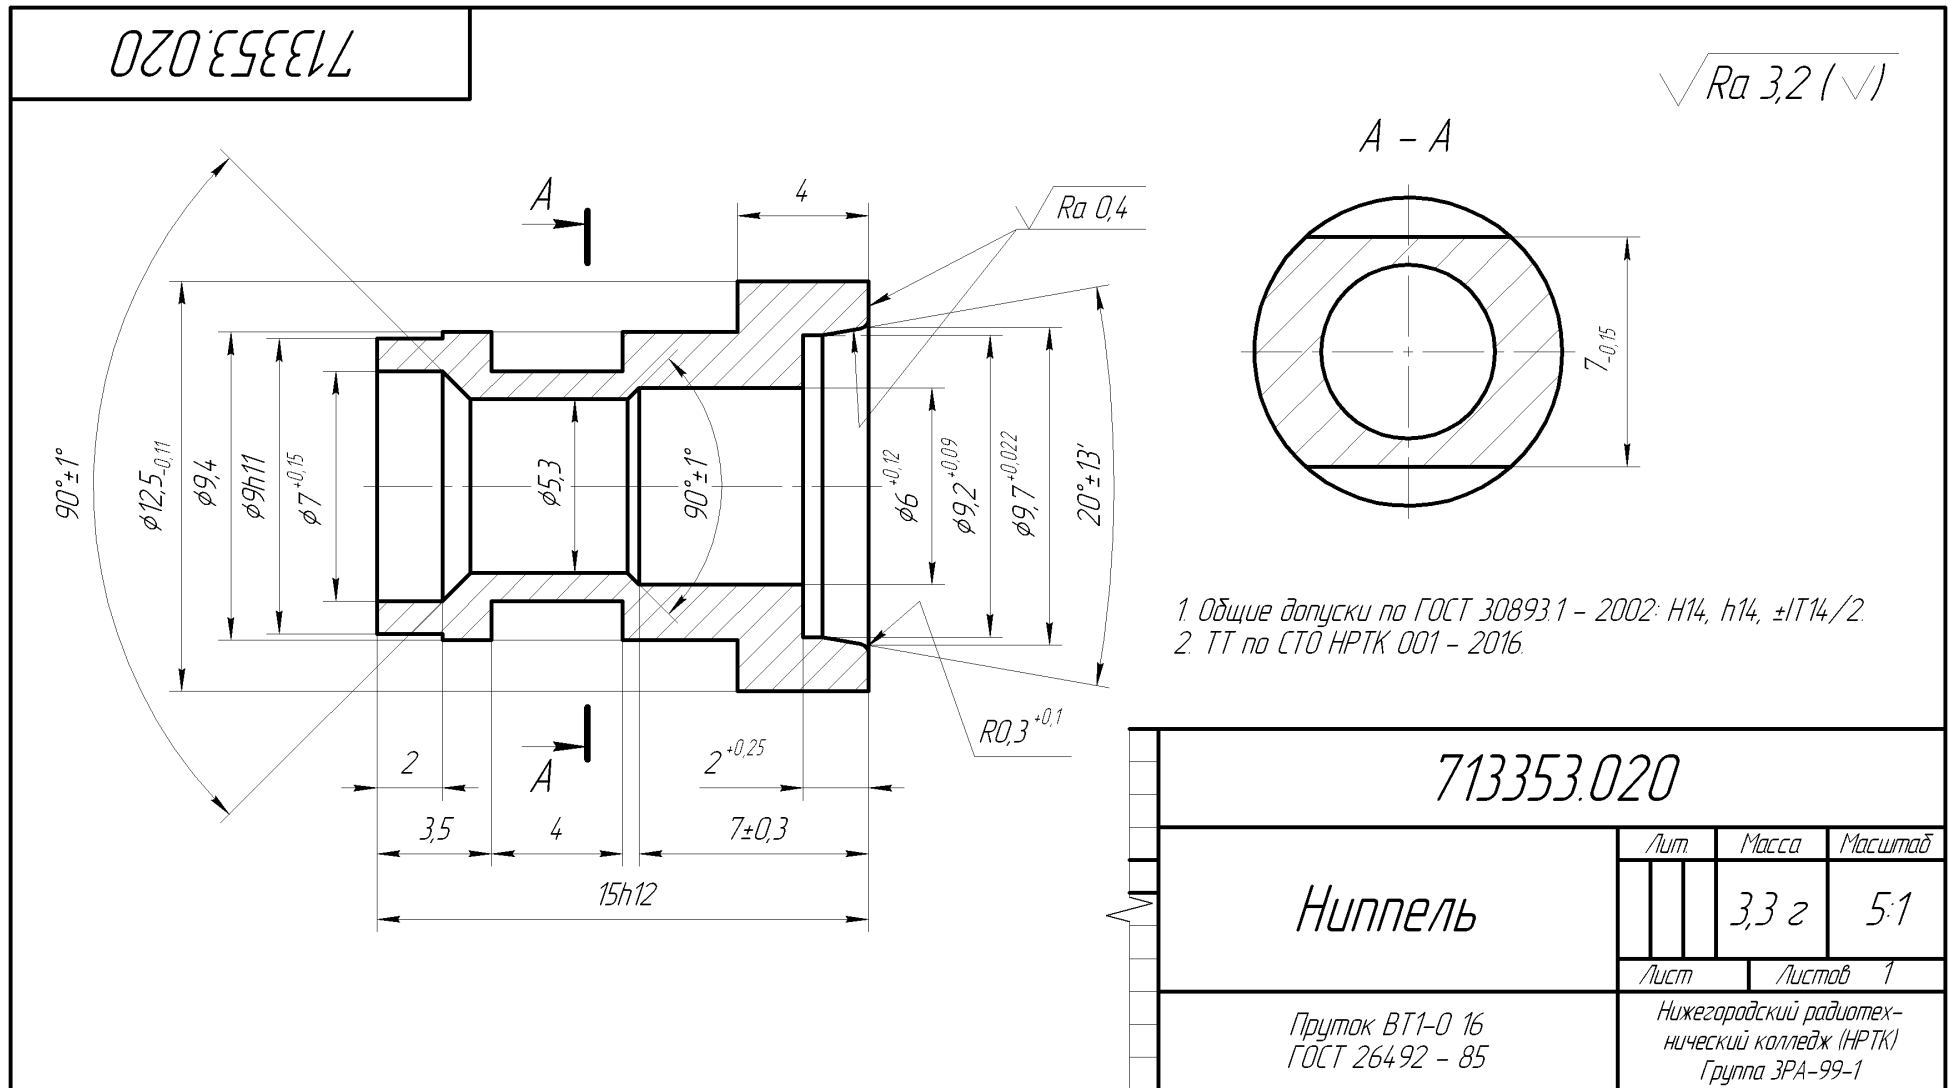 713353.020
√Ra 3,2 (√)
A – A
A
4
Ra 0,4
7-0,15
90°±1°
⌀12,5-0,11
⌀9,4
⌀9h11
⌀7+0,15
⌀5,3
90°±1°
⌀6+0,12
⌀9,2+0,09
⌀9,7+0,022
20°±13'
1. Общие допуски по ГОСТ 30893.1 – 2002: H14, h14, ±IT14/2.
2. ТТ по СТО НРТК 001 – 2016.
R0,3+0,1
2
A
2+0,25
3,5
4
7±0,3
15h12
713353.020
Ниппель
Лит.
Масса
Масштаб
3,3 г
5:1
Лист
Листов 1
Пруток ВТ1-0 16
ГОСТ 26492 – 85
Нижегородский радиотех-
нический колледж (НРТК)
Группа 3РА-99-1